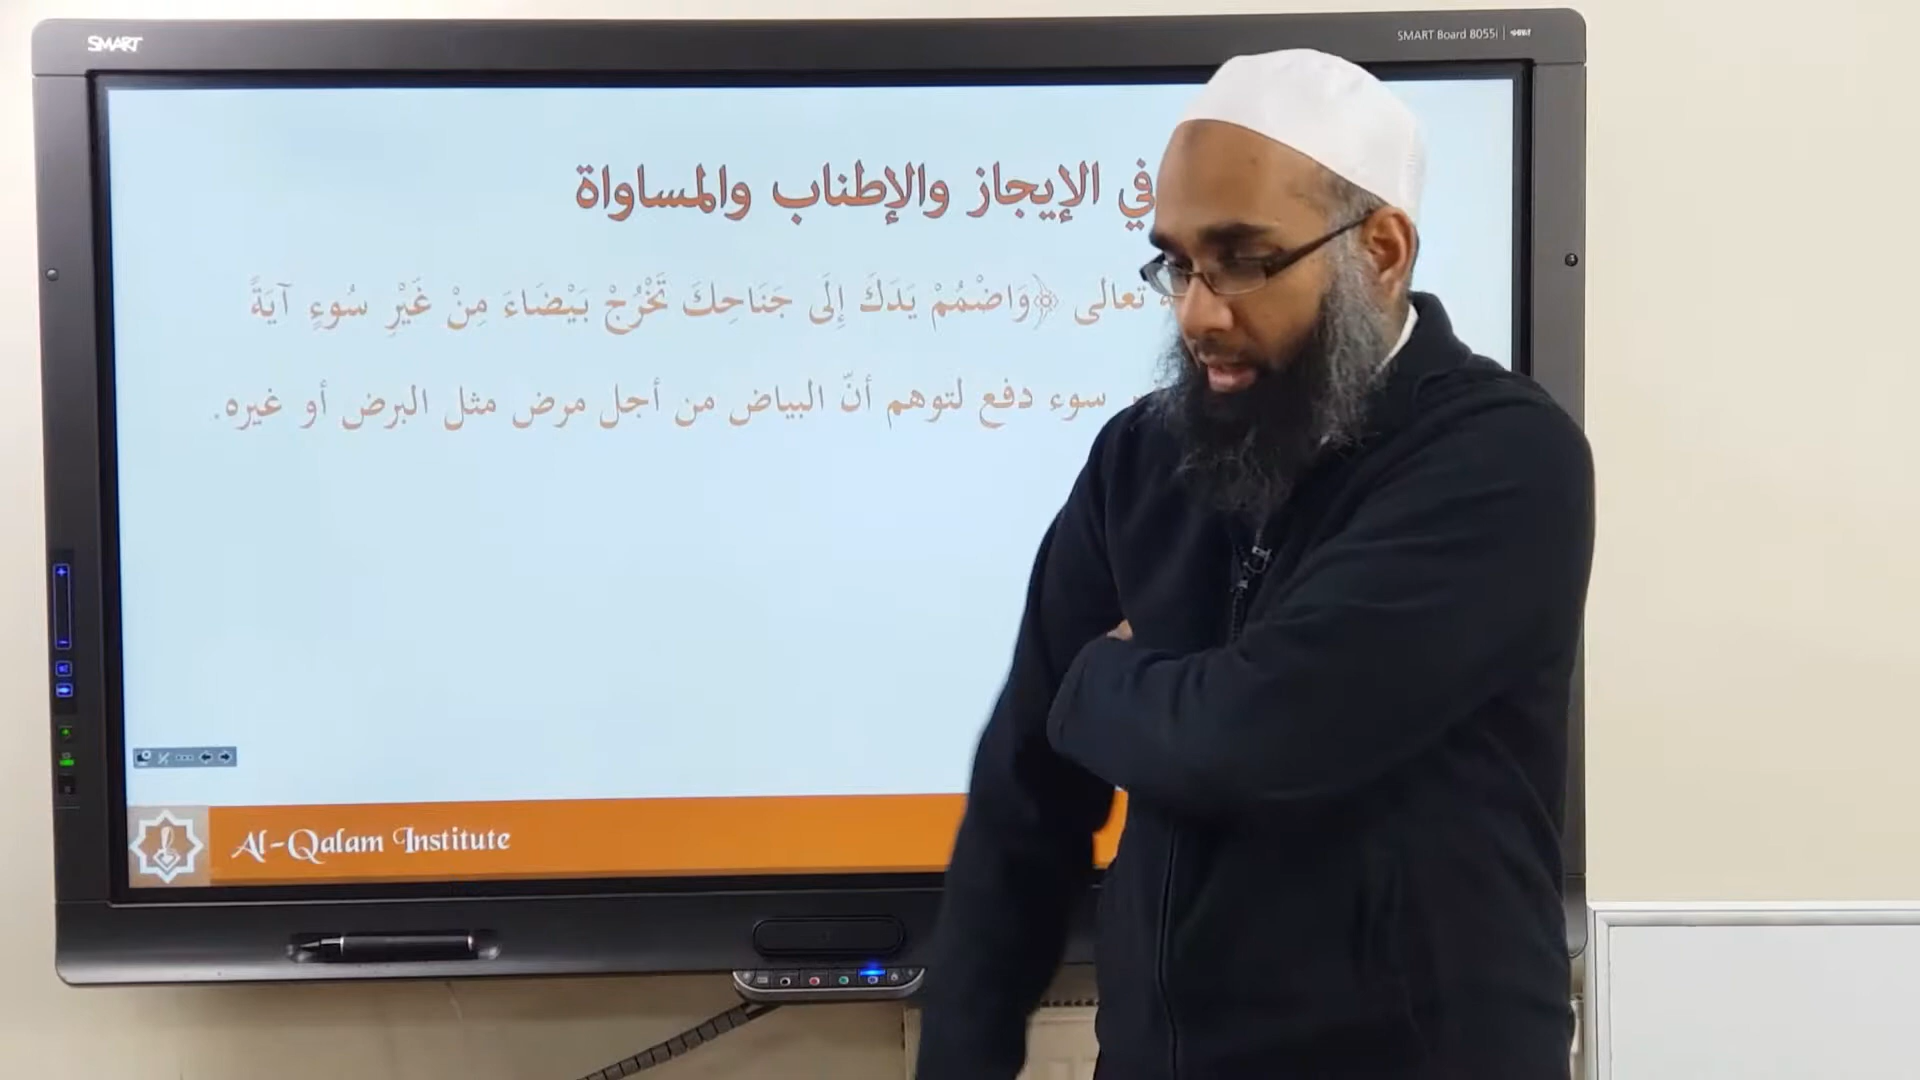 SMART
SMART Board 8055i
في الإيجاز والإطناب والمساواة
تعالى ﴿وَاضْمُمْ يَدَكَ إِلَى جَنَاحِكَ تَخْرُجْ بَيْضَاءَ مِنْ غَيْرِ سُوءٍ آيَةً
سوء دفع لتوهم أنّ البياض من أجل مرض مثل البرض أو غيره.
Al-Qalam Institute